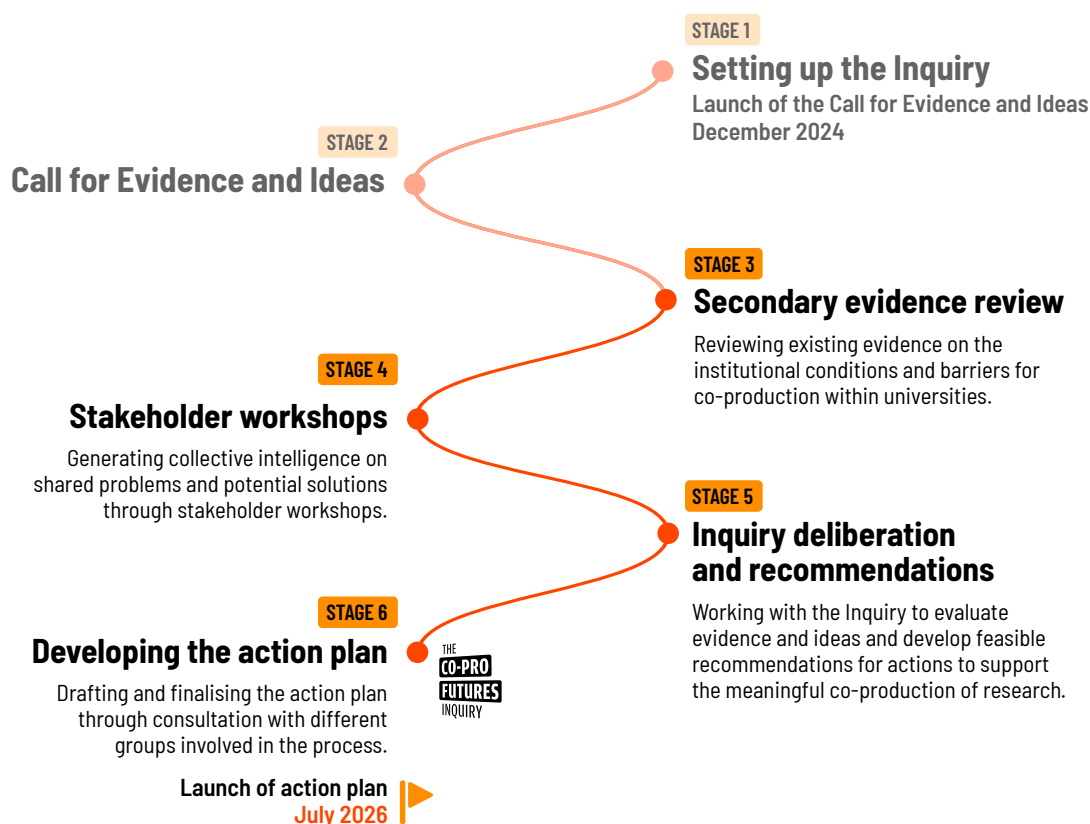 STAGE 1
Setting up the Inquiry
Launch of the Call for Evidence and Ideas
December 2024
STAGE 2
Call for Evidence and Ideas
STAGE 3
Secondary evidence review
Reviewing existing evidence on the
institutional conditions and barriers for
co-production within universities.
STAGE 4
Stakeholder workshops
Generating collective intelligence on
shared problems and potential solutions
through stakeholder workshops.
STAGE 5
Inquiry deliberation
and recommendations
Working with the Inquiry to evaluate
evidence and ideas and develop feasible
recommendations for actions to support
the meaningful co-production of research.
STAGE 6
Developing the action plan
Drafting and finalising the action plan
through consultation with different
groups involved in the process.
THE
CO-PRO
FUTURES
INQUIRY
Launch of action plan
July 2026